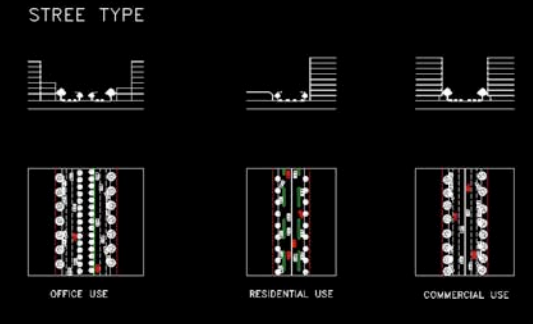 STREE TYPE
OFFICE USE
RESIDENTIAL USE
COMMERCIAL USE